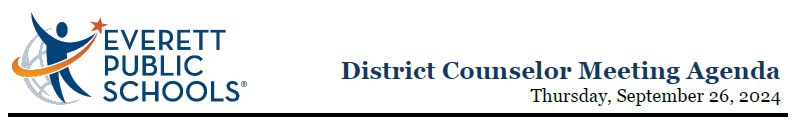 EVERETT
PUBLIC
SCHOOLS®
District Counselor Meeting Agenda
Thursday, September 26, 2024